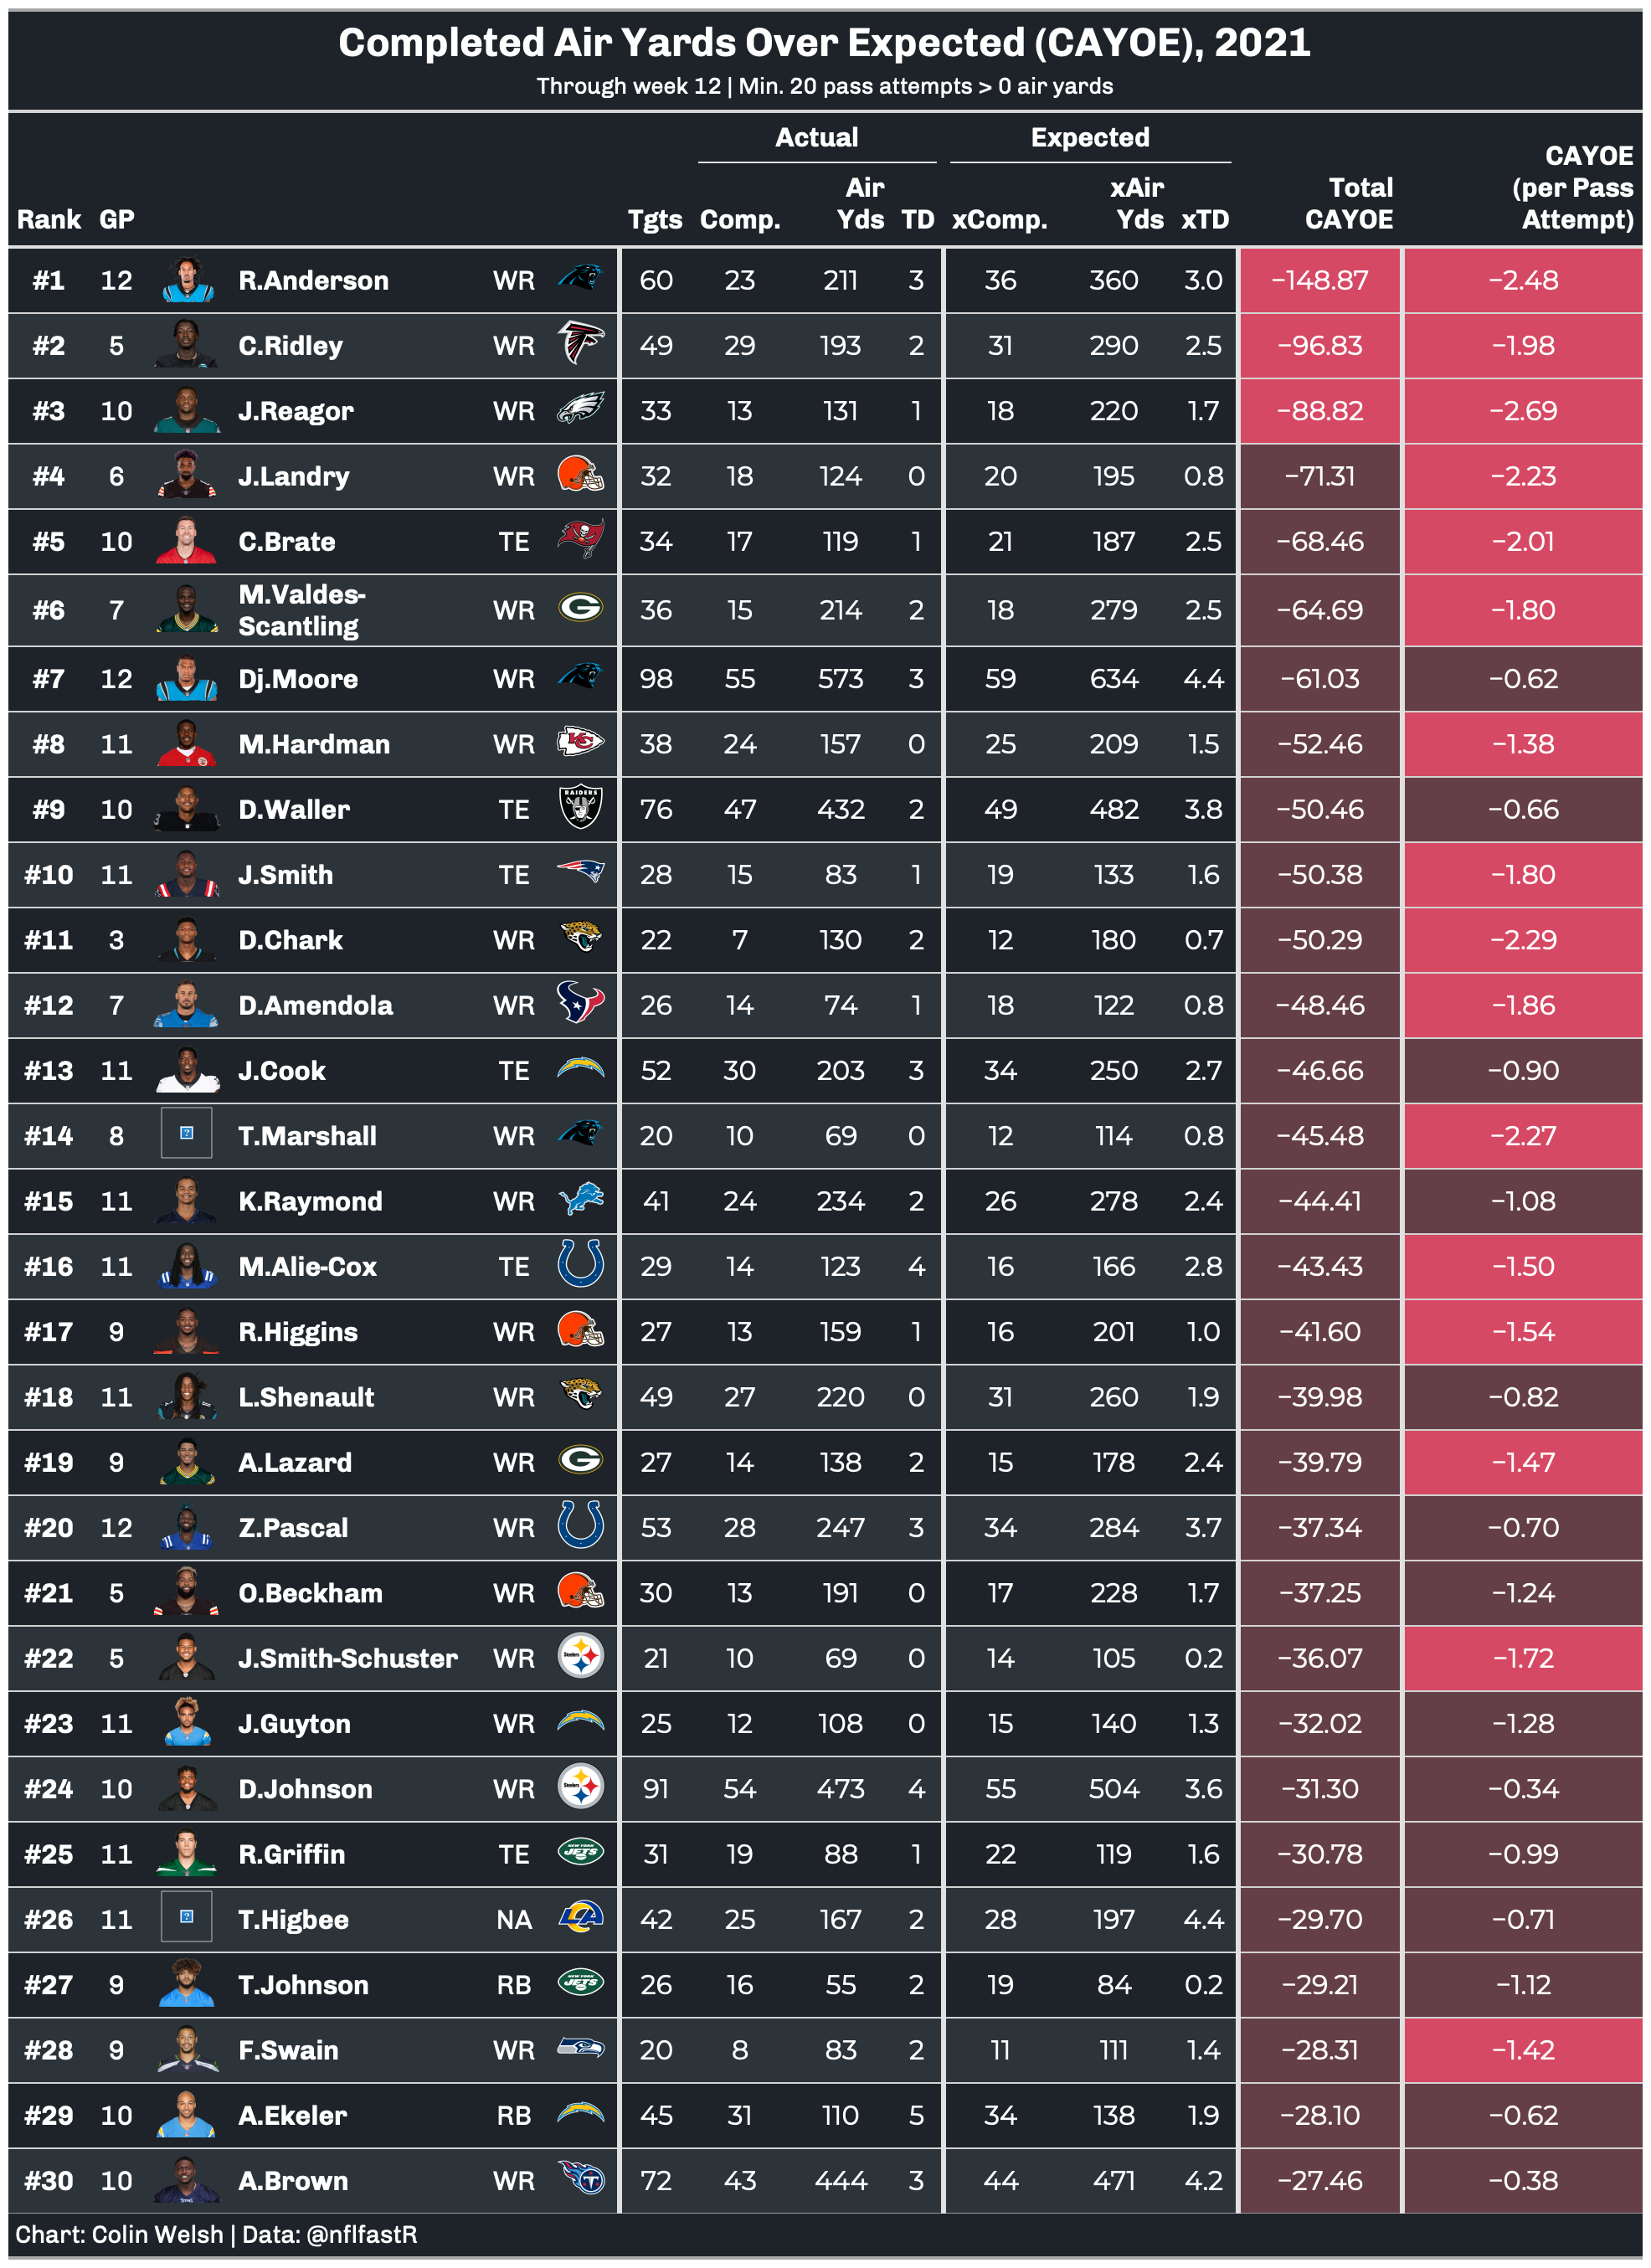 Completed Air Yards Over Expected (CAYOE), 2021
Through week 12 | Min. 20 pass attempts > 0 air yards
Actual Expected
Rank GP Tgts Comp. Air Yds TD xComp. xAir Yds xTD Total CAYOE CAYOE (per Pass Attempt)
#1 12 R.Anderson WR 60 23 211 3 36 360 3.0 −148.87 −2.48
#2 5 C.Ridley WR 49 29 193 2 31 290 2.5 −96.83 −1.98
#3 10 J.Reagor WR 33 13 131 1 18 220 1.7 −88.82 −2.69
#4 6 J.Landry WR 32 18 124 0 20 195 0.8 −71.31 −2.23
#5 10 C.Brate TE 34 17 119 1 21 187 2.5 −68.46 −2.01
#6 7 M.Valdes-Scantling WR 36 15 214 2 18 279 2.5 −64.69 −1.80
#7 12 Dj.Moore WR 98 55 573 3 59 634 4.4 −61.03 −0.62
#8 11 M.Hardman WR 38 24 157 0 25 209 1.5 −52.46 −1.38
#9 10 D.Waller TE RAIDERS 76 47 432 2 49 482 3.8 −50.46 −0.66
#10 11 J.Smith TE 28 15 83 1 19 133 1.6 −50.38 −1.80
#11 3 D.Chark WR 22 7 130 2 12 180 0.7 −50.29 −2.29
#12 7 D.Amendola WR 26 14 74 1 18 122 0.8 −48.46 −1.86
#13 11 J.Cook TE 52 30 203 3 34 250 2.7 −46.66 −0.90
#14 8 T.Marshall WR 20 10 69 0 12 114 0.8 −45.48 −2.27
#15 11 K.Raymond WR 41 24 234 2 26 278 2.4 −44.41 −1.08
#16 11 M.Alie-Cox TE 29 14 123 4 16 166 2.8 −43.43 −1.50
#17 9 R.Higgins WR 27 13 159 1 16 201 1.0 −41.60 −1.54
#18 11 L.Shenault WR 49 27 220 0 31 260 1.9 −39.98 −0.82
#19 9 A.Lazard WR G 27 14 138 2 15 178 2.4 −39.79 −1.47
#20 12 Z.Pascal WR 53 28 247 3 34 284 3.7 −37.34 −0.70
#21 5 O.Beckham WR 30 13 191 0 17 228 1.7 −37.25 −1.24
#22 5 J.Smith-Schuster WR Steelers 21 10 69 0 14 105 0.2 −36.07 −1.72
#23 11 J.Guyton WR 25 12 108 0 15 140 1.3 −32.02 −1.28
#24 10 D.Johnson WR Steelers 91 54 473 4 55 504 3.6 −31.30 −0.34
#25 11 R.Griffin TE NEW YORK JETS 31 19 88 1 22 119 1.6 −30.78 −0.99
#26 11 T.Higbee NA LA 42 25 167 2 28 197 4.4 −29.70 −0.71
#27 9 T.Johnson RB NEW YORK JETS 26 16 55 2 19 84 0.2 −29.21 −1.12
#28 9 F.Swain WR 20 8 83 2 11 111 1.4 −28.31 −1.42
#29 10 A.Ekeler RB 45 31 110 5 34 138 1.9 −28.10 −0.62
#30 10 A.Brown WR T 72 43 444 3 44 471 4.2 −27.46 −0.38
Chart: Colin Welsh | Data: @nflfastR